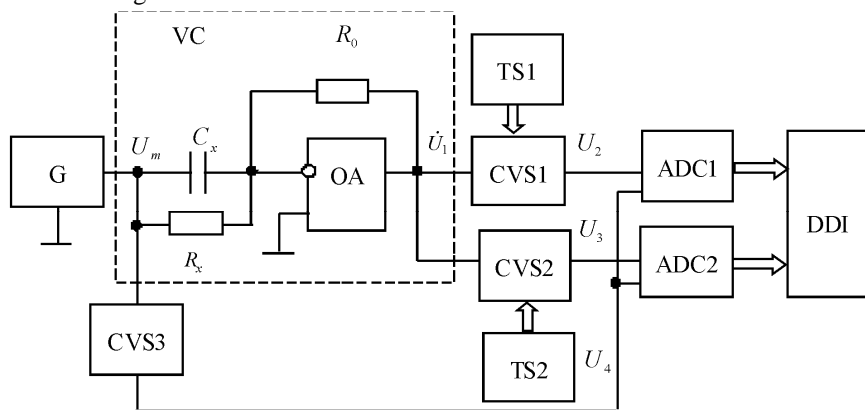 VC
R₀
TS1
G
Uₘ
Cₓ
OA
U̇₁
CVS1
U₂
ADC1
DDI
Rₓ
CVS2
U₃
ADC2
CVS3
TS2
U₄